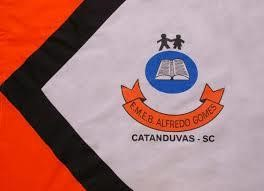 E.M.E.B. ALFREDO GOMES
CATANDUVAS - SC